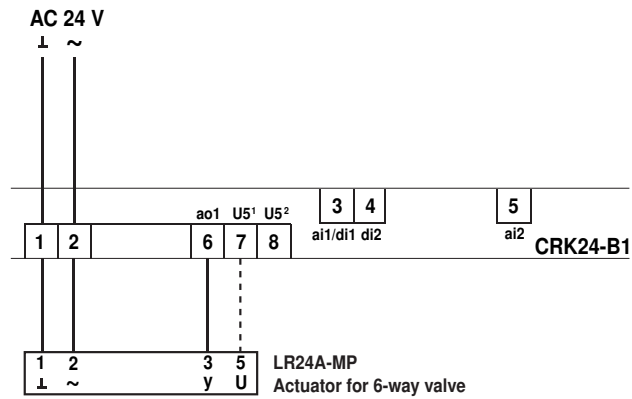 AC 24 V
⊥ ~
3 4 5
ao1 U5¹ U5²
ai1/di1 di2 ai2
1 2 6 7 8
CRK24-B1
1 2 3 5 LR24A-MP
⊥ ~ y U Actuator for 6-way valve